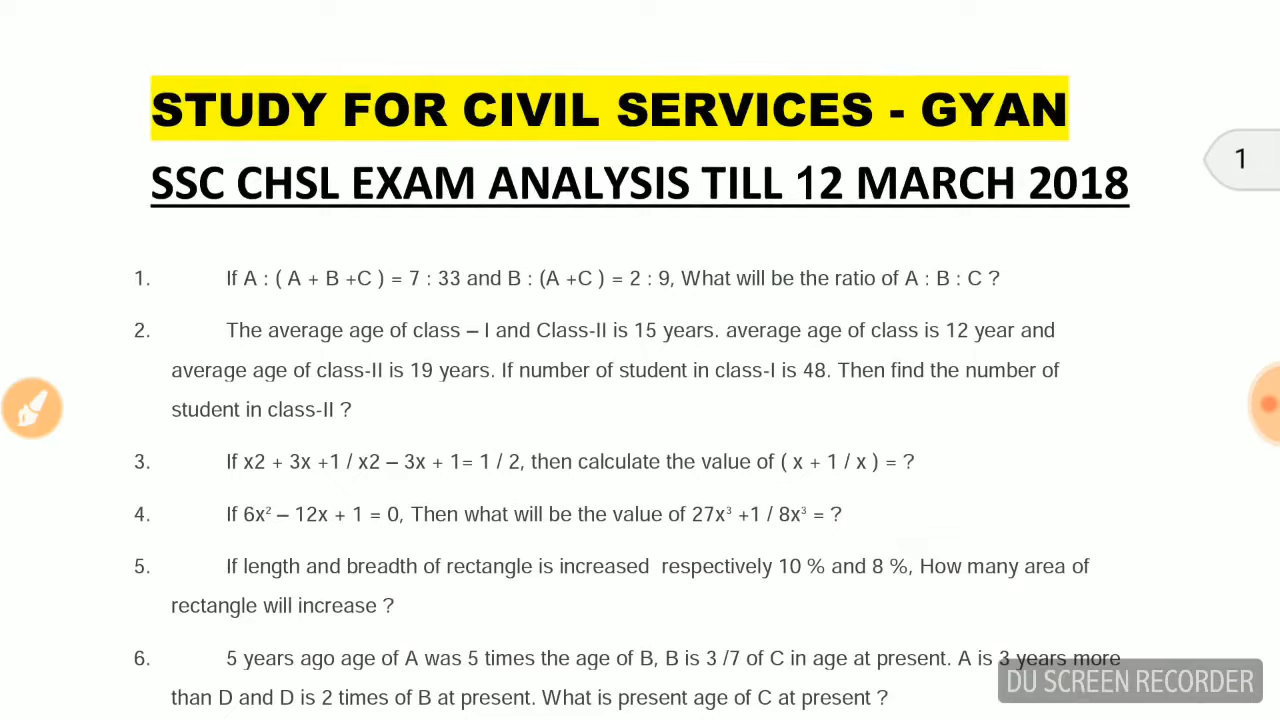 STUDY FOR CIVIL SERVICES - GYAN
SSC CHSL EXAM ANALYSIS TILL 12 MARCH 2018
1
1. If A : ( A + B +C ) = 7 : 33 and B : (A +C ) = 2 : 9, What will be the ratio of A : B : C ?
2. The average age of class – I and Class-II is 15 years. average age of class is 12 year and
average age of class-II is 19 years. If number of student in class-I is 48. Then find the number of
student in class-II ?
3. If x2 + 3x +1 / x2 – 3x + 1= 1 / 2, then calculate the value of ( x + 1 / x ) = ?
4. If 6x² – 12x + 1 = 0, Then what will be the value of 27x³ +1 / 8x³ = ?
5. If length and breadth of rectangle is increased respectively 10 % and 8 %, How many area of
rectangle will increase ?
6. 5 years ago age of A was 5 times the age of B, B is 3 /7 of C in age at present. A is 3 years more
than D and D is 2 times of B at present. What is present age of C at present ?
DU SCREEN RECORDER